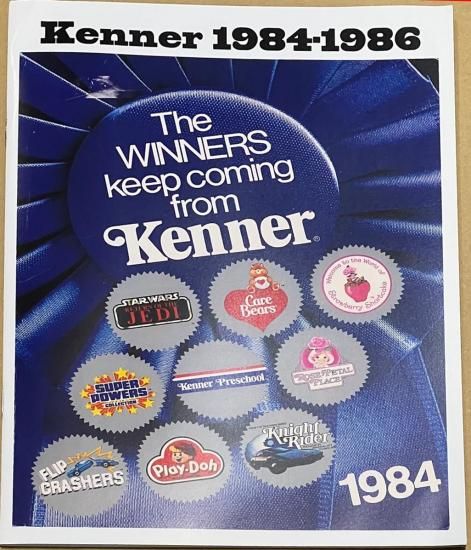 Kenner 1984-1986
The
WINNERS
keep coming
from
Kenner®
STAR WARS
RETURN OF THE
JEDI
Care
Bears
Welcome to the World of
Strawberry Shortcake
SUPER
POWERS
COLLECTION
Kenner Preschool
ROSE PETAL
PLACE
FLIP
CRASHERS
Play-Doh
Knight
Rider
1984